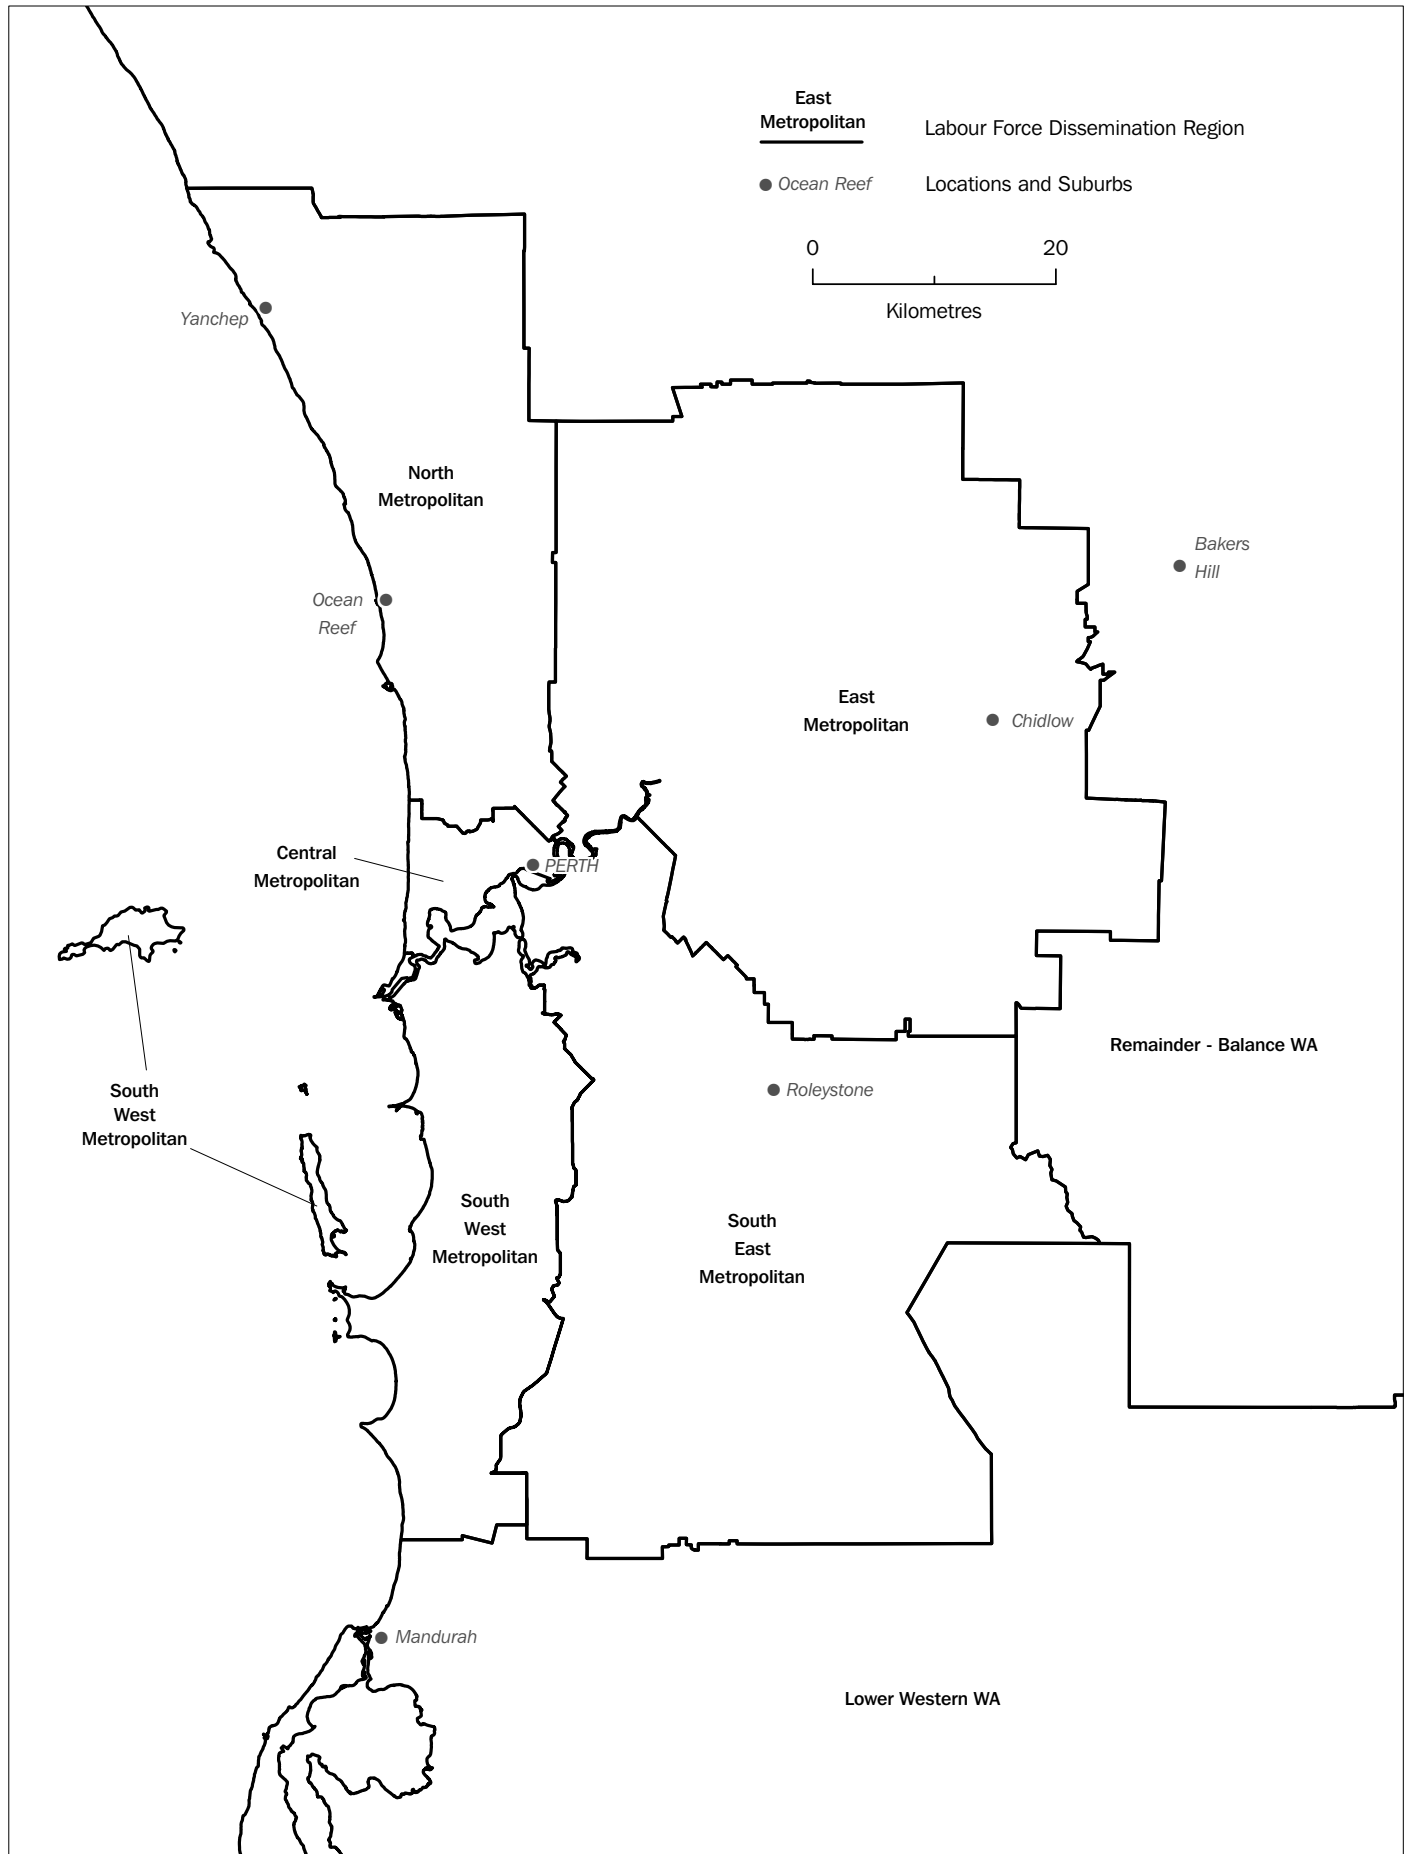 East
Metropolitan
Labour Force Dissemination Region
Ocean Reef
Locations and Suburbs
0
20
Kilometres
Yanchep
North
Metropolitan
Bakers
Hill
Ocean
Reef
East
Metropolitan
Chidlow
Central
Metropolitan
PERTH
Remainder - Balance WA
South
West
Metropolitan
Roleystone
South
West
Metropolitan
South
East
Metropolitan
Mandurah
Lower Western WA